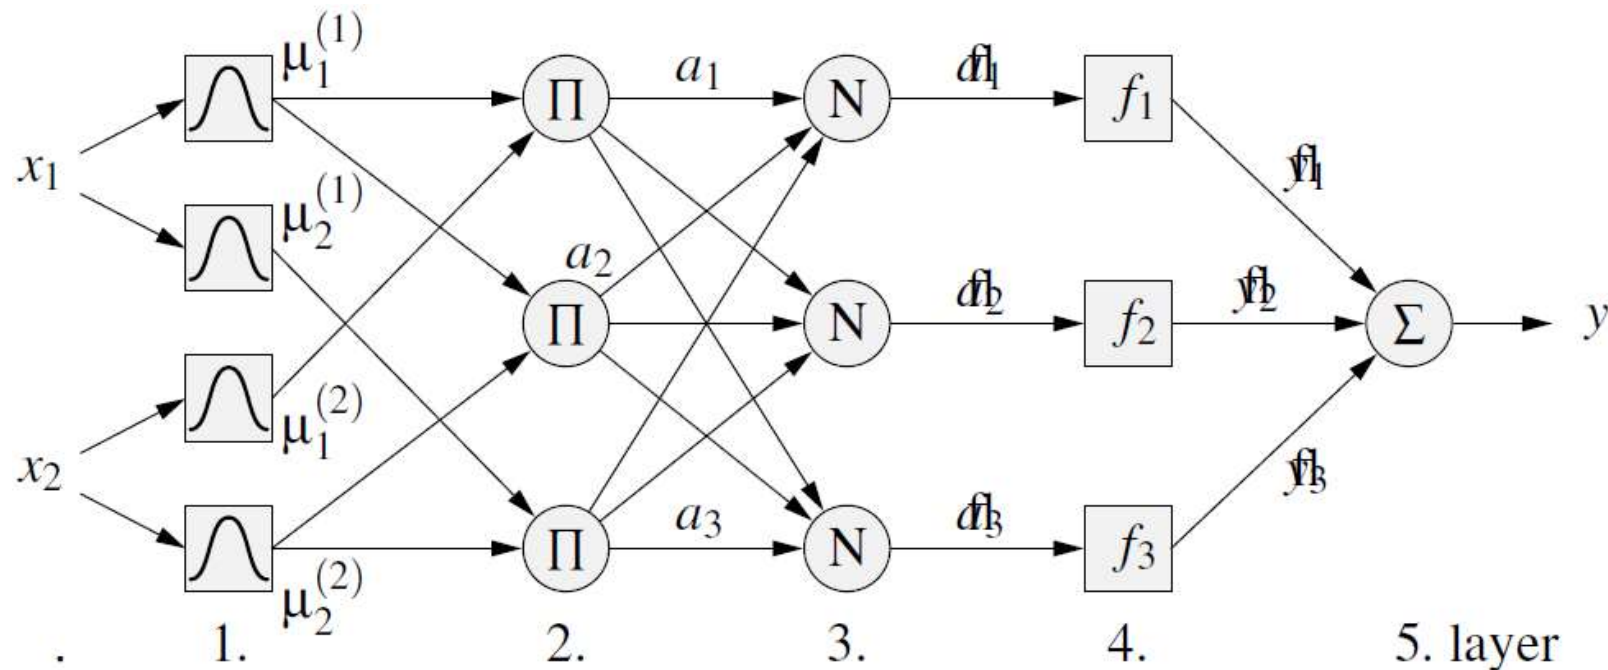 μ₁⁽¹⁾
a₁
x₁
Π
N
f₁
μ₂⁽¹⁾
a₂
Π
N
f₂
Σ
y
μ₁⁽²⁾
x₂
a₃
Π
N
f₃
μ₂⁽²⁾
. 1. 2. 3. 4. 5. layer